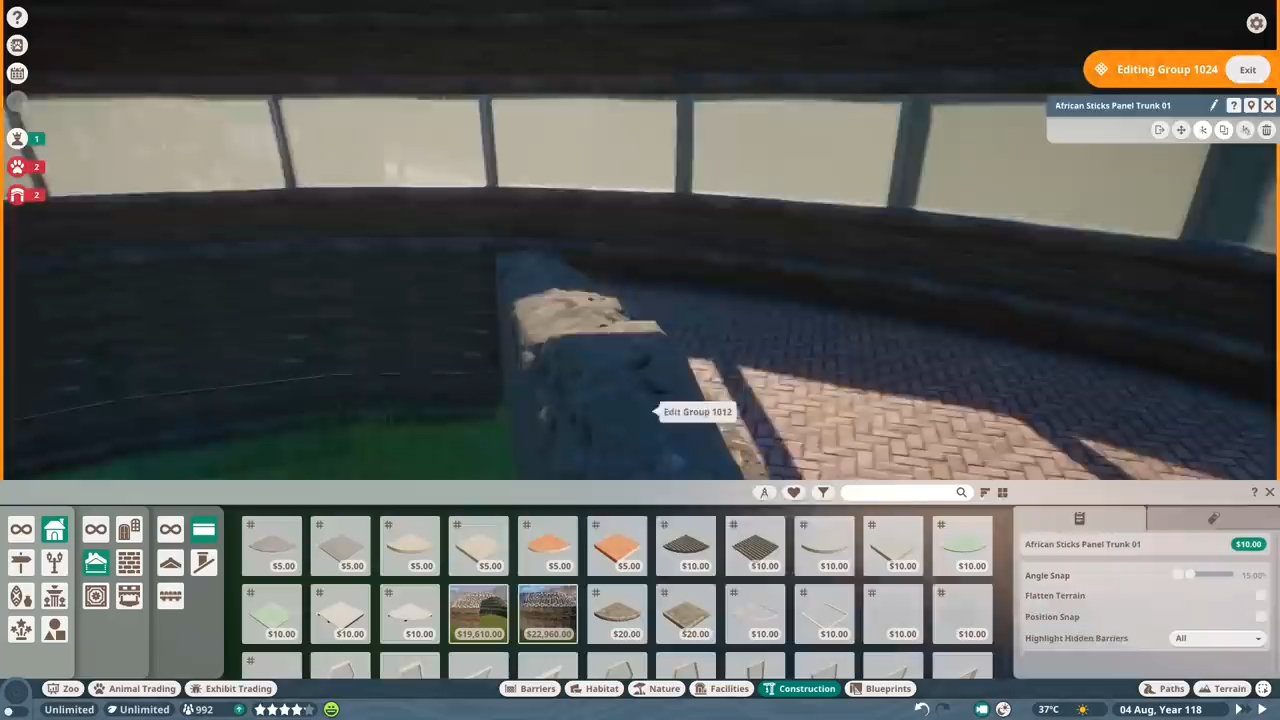 Editing Group 1024
Exit
African Sticks Panel Trunk 01
?
?
1
2
2
Edit Group 1012
?
$5.00 $5.00 $5.00 $5.00 $5.00 $5.00 $10.00 $10.00 $10.00 $10.00 $10.00
$10.00 $10.00 $10.00 $19,610.00 $22,960.00 $20.00 $20.00 $10.00 $10.00 $10.00 $10.00
African Sticks Panel Trunk 01 $10.00
Angle Snap 15.00°
Flatten Terrain
Position Snap
Highlight Hidden Barriers All
Zoo Animal Trading Exhibit Trading Barriers Habitat Nature Facilities Construction Blueprints Paths Terrain
Unlimited Unlimited 992 37°C 04 Aug, Year 118